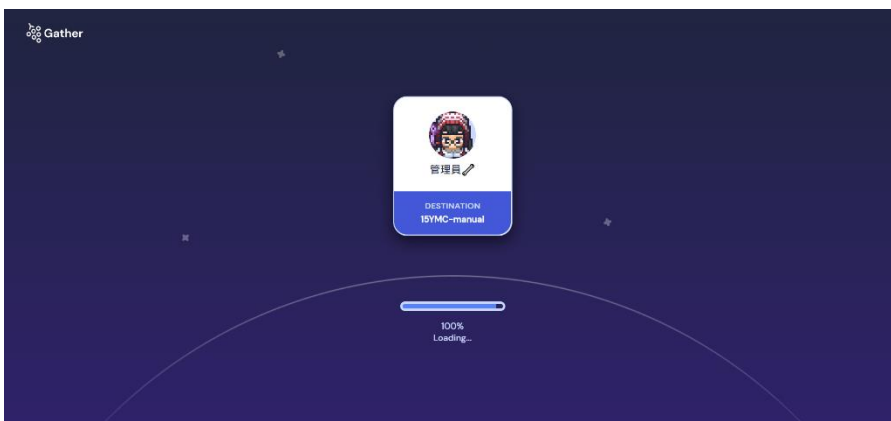 Gather
管理員
DESTINATION
15YMC-manual
100%
Loading...